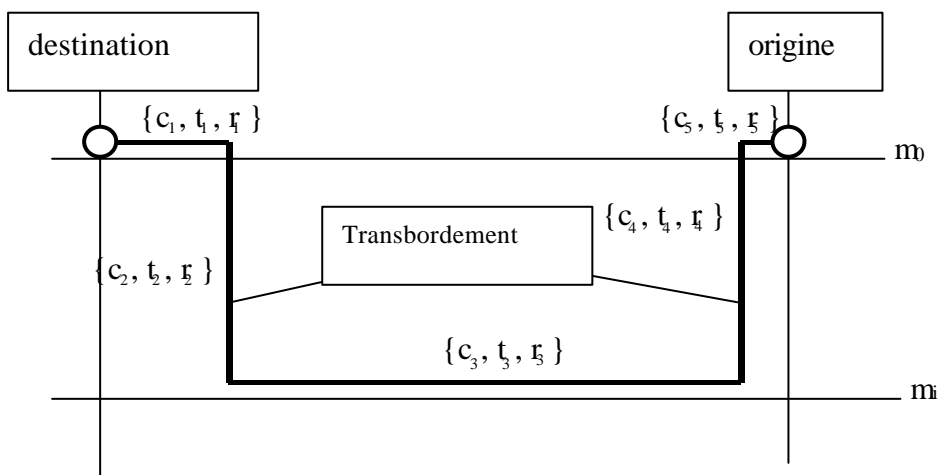 destination
origine
{c₁, t₁, r₁ }
{c₅, t₅, r₅ }
m₀
{c₄, t₄, r₄ }
Transbordement
{c₂, t₂, r₂ }
{c₃, t₃, r₃ }
mᵢ